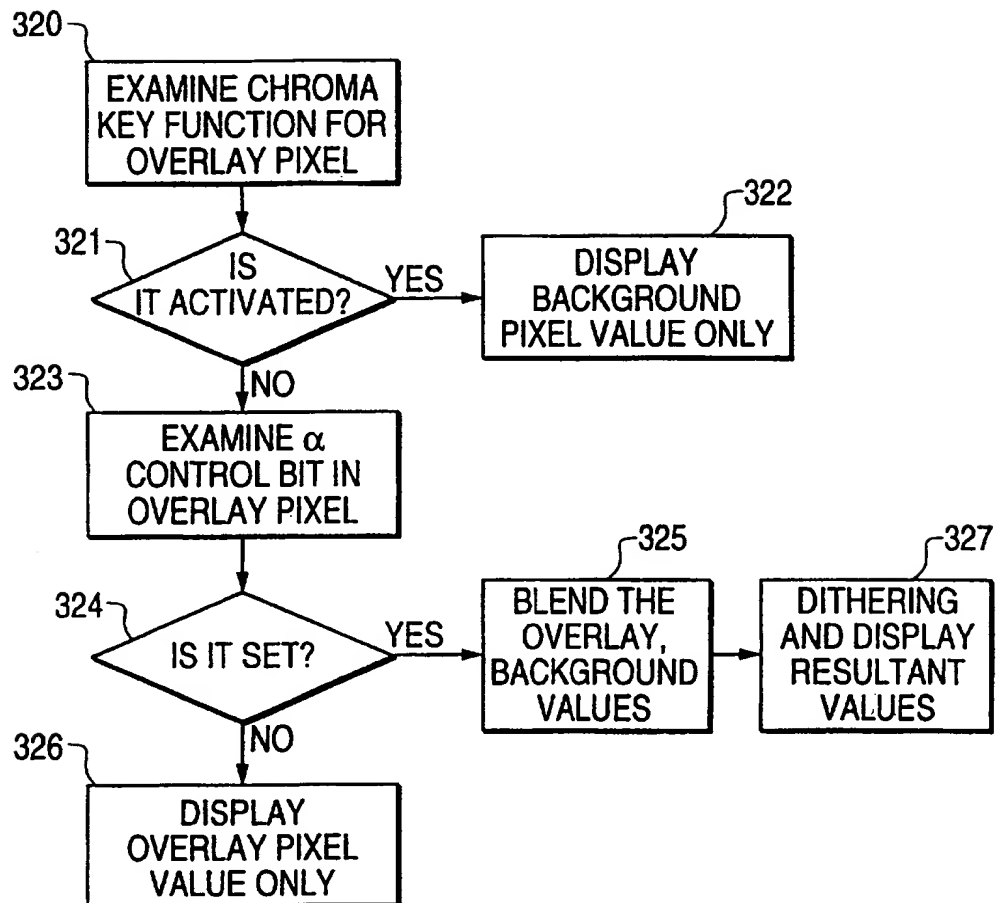 320
EXAMINE CHROMA
KEY FUNCTION FOR
OVERLAY PIXEL
321
IS
IT ACTIVATED?
YES
322
DISPLAY
BACKGROUND
PIXEL VALUE ONLY
NO
323
EXAMINE α
CONTROL BIT IN
OVERLAY PIXEL
324
IS IT SET?
YES
325
BLEND THE
OVERLAY,
BACKGROUND
VALUES
327
DITHERING
AND DISPLAY
RESULTANT
VALUES
NO
326
DISPLAY
OVERLAY PIXEL
VALUE ONLY